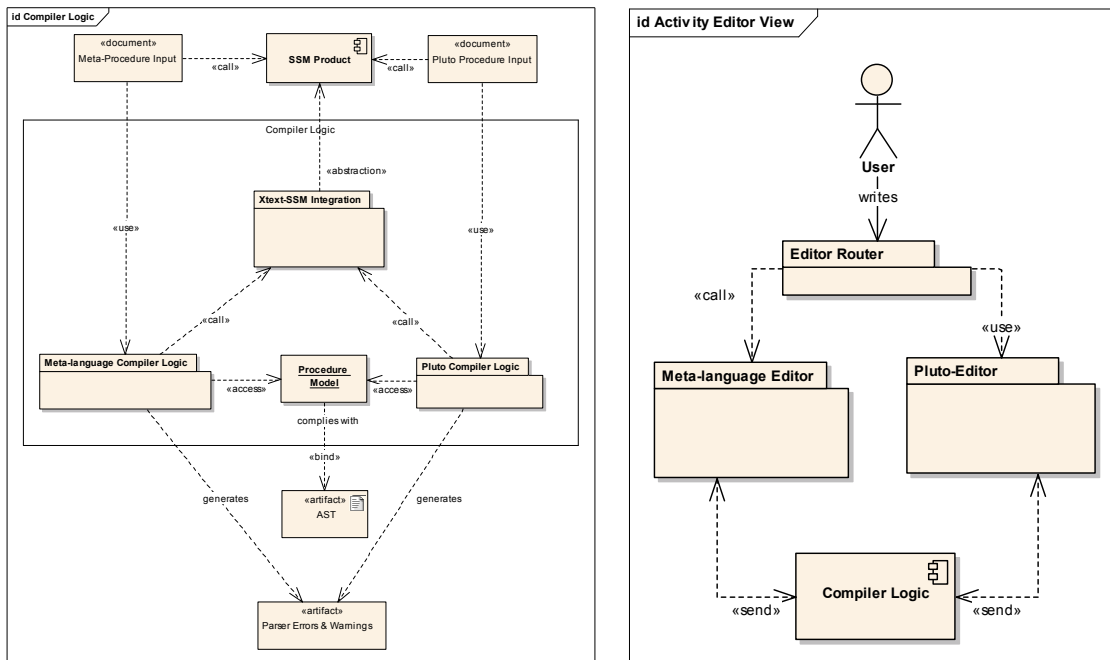 id Compiler Logic
«document»
Meta-Procedure Input
«call»
SSM Product
«call»
«document»
Pluto Procedure Input
Compiler Logic
«abstraction»
Xtext-SSM Integration
«use»
«use»
«call»
«call»
Meta-language Compiler Logic
«access»
Procedure
Model
«access»
Pluto Compiler Logic
complies with
«bind»
generates
«artifact»
AST
generates
«artifact»
Parser Errors & Warnings
id Activity Editor View
User
writes
Editor Router
«call»
«use»
Meta-language Editor
Pluto-Editor
Compiler Logic
«send»
«send»